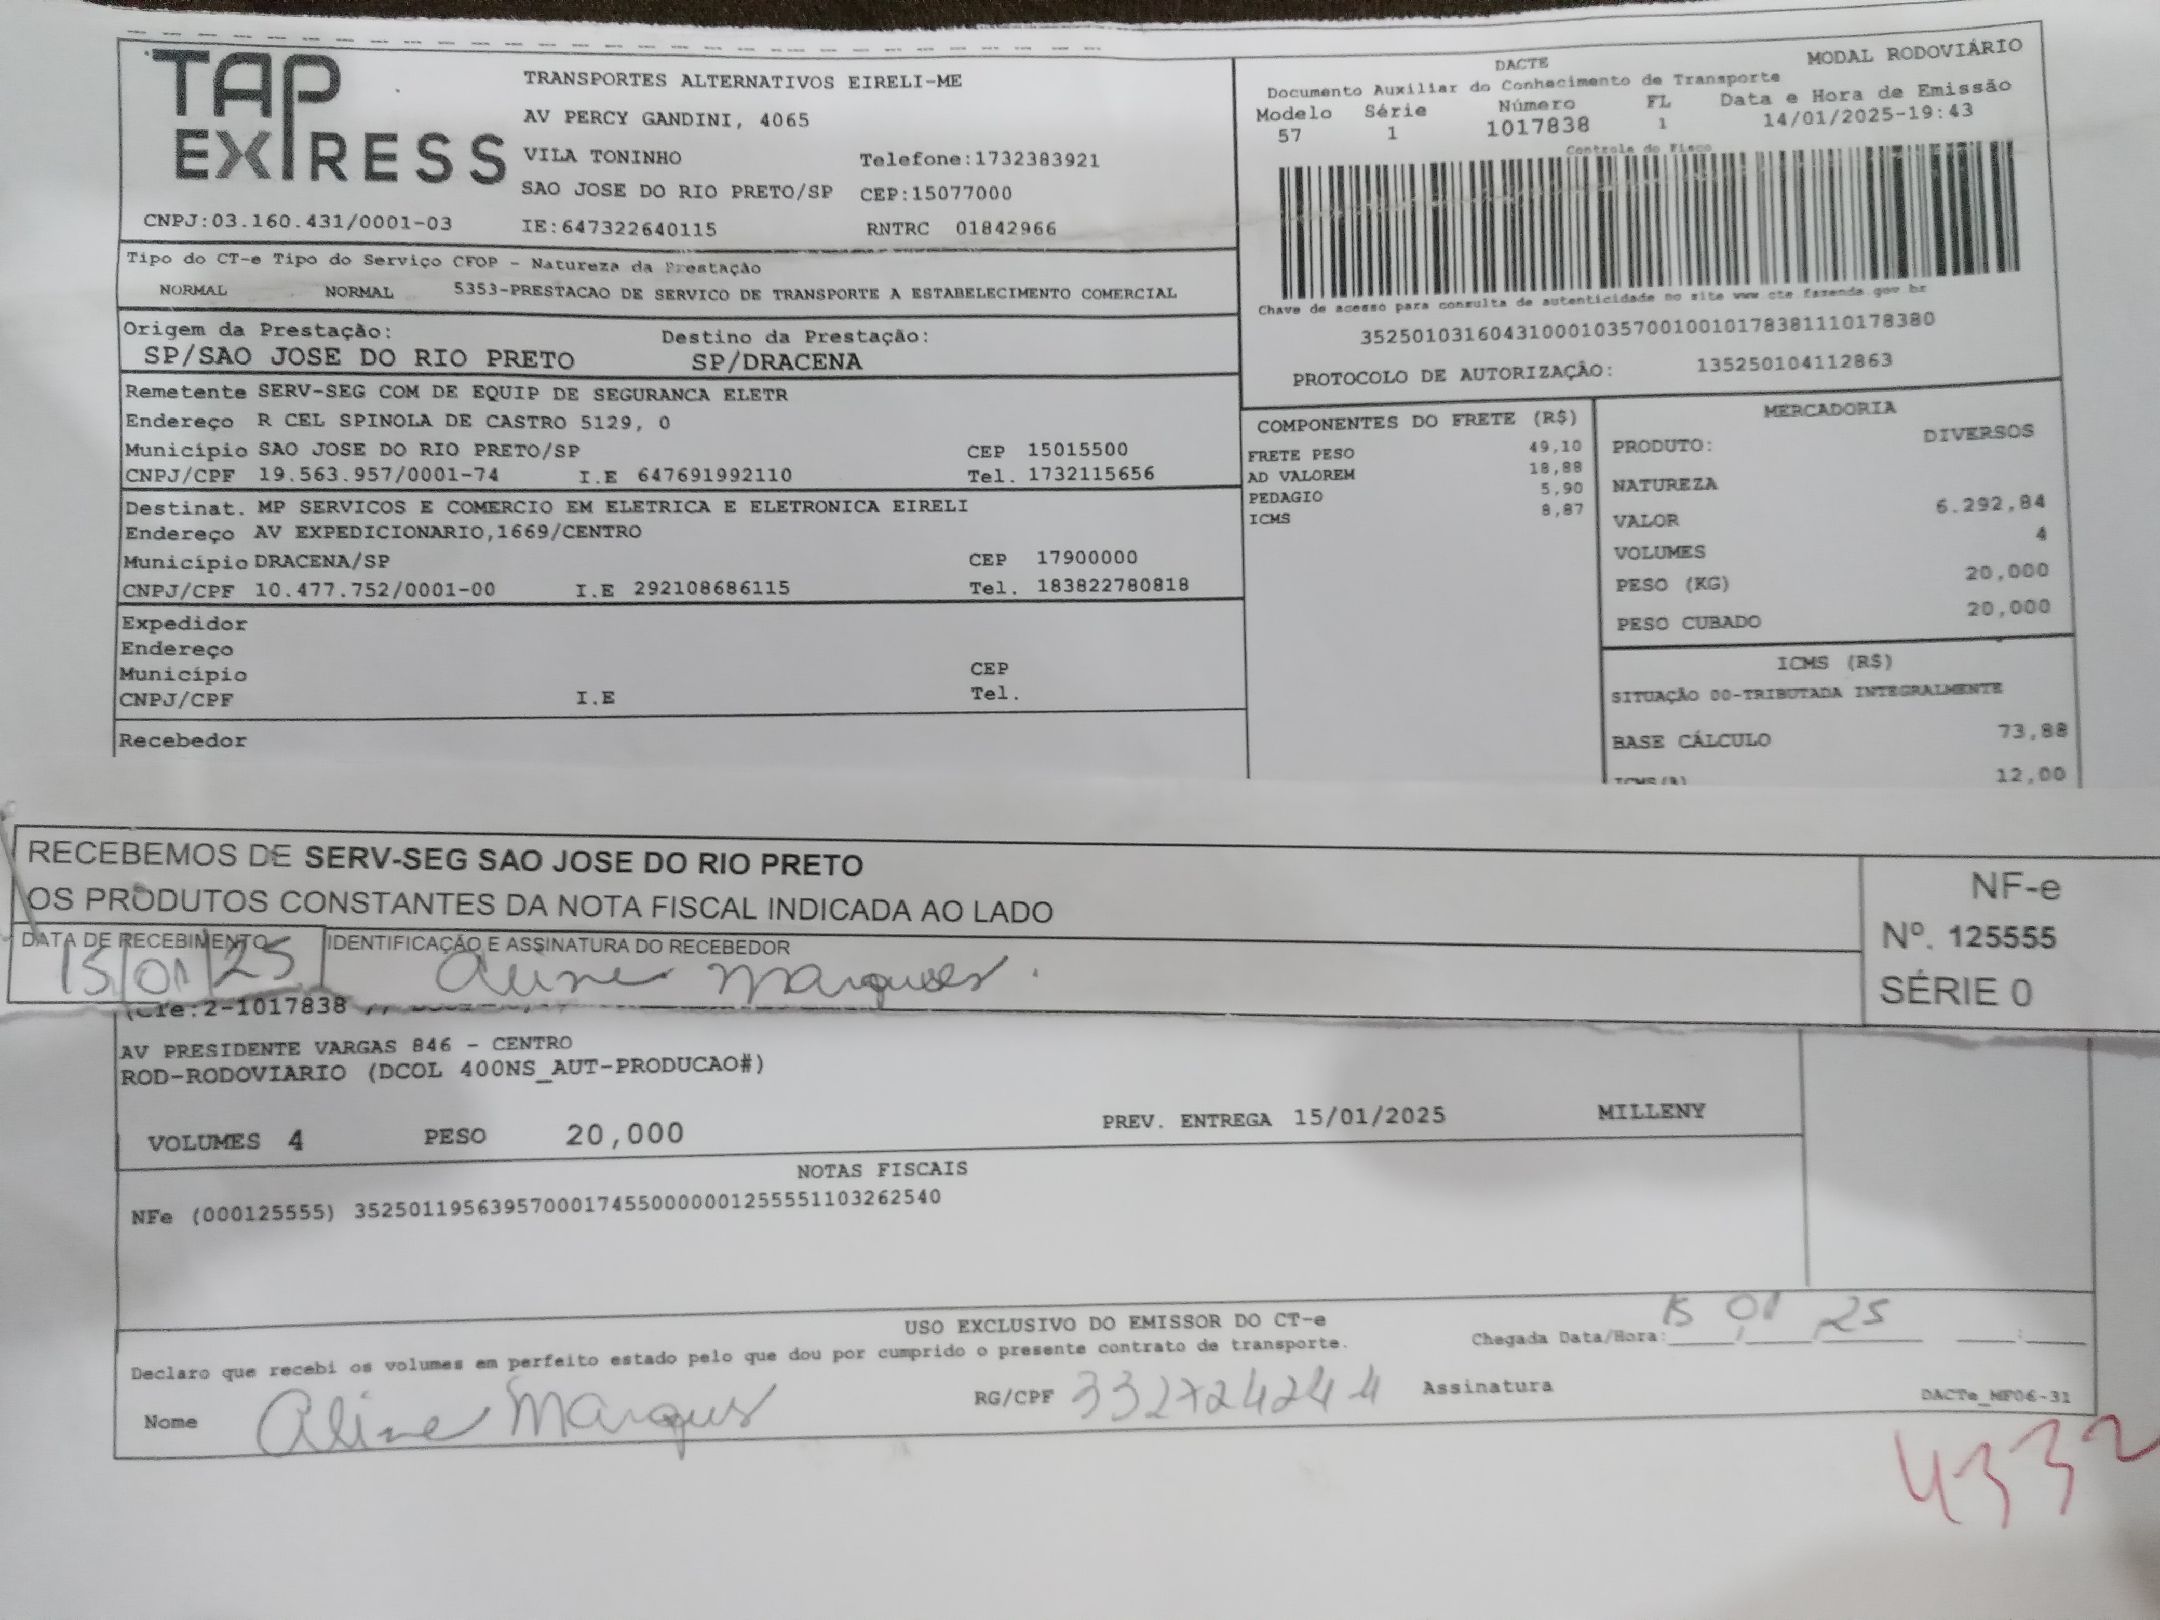 TAP EXPRESS
TRANSPORTES ALTERNATIVOS EIRELI-ME
AV PERCY GANDINI, 4065
VILA TONINHO Telefone:1732383921
SAO JOSE DO RIO PRETO/SP CEP:15077000
CNPJ:03.160.431/0001-03 IE:647322640115 RNTRC 01842966
DACTE MODAL RODOVIÁRIO
Documento Auxiliar do Conhecimento de Transporte
Modelo Série Número FL Data e Hora de Emissão
57 1 1017838 1 14/01/2025-19:43
Controle do Fisco
Chave de acesso para consulta de autenticidade no site www cte fazenda.gov br
35250103160431000103570010010178381110178380
PROTOCOLO DE AUTORIZAÇÃO: 135250104112863
Tipo do CT-e Tipo do Serviço CFOP - Natureza da Prestação
NORMAL NORMAL 5353-PRESTACAO DE SERVICO DE TRANSPORTE A ESTABELECIMENTO COMERCIAL
Origem da Prestação: Destino da Prestação:
SP/SAO JOSE DO RIO PRETO SP/DRACENA
Remetente SERV-SEG COM DE EQUIP DE SEGURANCA ELETR
Endereço R CEL SPINOLA DE CASTRO 5129, 0
Município SAO JOSE DO RIO PRETO/SP CEP 15015500
CNPJ/CPF 19.563.957/0001-74 I.E 647691992110 Tel. 1732115656
Destinat. MP SERVICOS E COMERCIO EM ELETRICA E ELETRONICA EIRELI
Endereço AV EXPEDICIONARIO,1669/CENTRO
Município DRACENA/SP CEP 17900000
CNPJ/CPF 10.477.752/0001-00 I.E 292108686115 Tel. 183822780818
Expedidor
Endereço
Município CEP
CNPJ/CPF I.E Tel.
Recebedor
COMPONENTES DO FRETE (R$)
FRETE PESO 49,10
AD VALOREM 18,88
PEDAGIO 5,90
ICMS 8,87
MERCADORIA
PRODUTO: DIVERSOS
NATUREZA
VALOR 6.292,84
VOLUMES 4
PESO (KG) 20,000
PESO CUBADO 20,000
ICMS (R$)
SITUAÇÃO 00-TRIBUTADA INTEGRALMENTE
BASE CÁLCULO 73,88
ICMS(%) 12,00
RECEBEMOS DE SERV-SEG SAO JOSE DO RIO PRETO
OS PRODUTOS CONSTANTES DA NOTA FISCAL INDICADA AO LADO
DATA DE RECEBIMENTO IDENTIFICAÇÃO E ASSINATURA DO RECEBEDOR
15/01/25 Aline Marques
NF-e
Nº. 125555
SÉRIE 0
:2-1017838
AV PRESIDENTE VARGAS 846 - CENTRO
ROD-RODOVIARIO (DCOL 400NS_AUT-PRODUCAO#)
VOLUMES 4 PESO 20,000 PREV. ENTREGA 15/01/2025 MILLENY
NOTAS FISCAIS
NFe (000125555) 35250119563957000174550000001255551103262540
USO EXCLUSIVO DO EMISSOR DO CT-e
Declaro que recebi os volumes em perfeito estado pelo que dou por cumprido o presente contrato de transporte. Chegada Data/Hora: 15 01 25
Nome Aline Marques RG/CPF 332724244 Assinatura
DACTe_MF06-31
4332